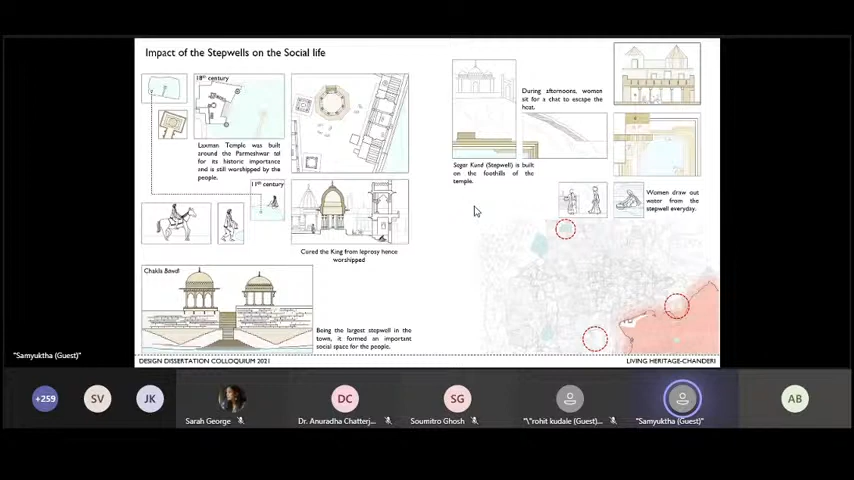 Impact of the Stepwells on the Social life
18th century
Laxman Temple was built
around the Parmeshwar tal
for its historic importance
and is still worshipped by the
people.
11th century
Cured the King from leprosy hence
worshipped
Chakla Bawdi
Being the largest stepwell in the
town, it formed an important
social space for the people.
During afternoons, women
sit for a chat to escape the
heat.
Sagar Kund (Stepwell) is built
on the foothills of the
temple.
Women draw out
water from the
stepwell everyday.
DESIGN DISSERTATION COLLOQUIUM 2021
LIVING HERITAGE-CHANDERI
"Samyuktha (Guest)"
+259
SV
JK
Sarah George
DC
Dr. Anuradha Chatterj...
SG
Soumitro Ghosh
"\"rohit kudale (Guest)...
"Samyuktha (Guest)"
AB